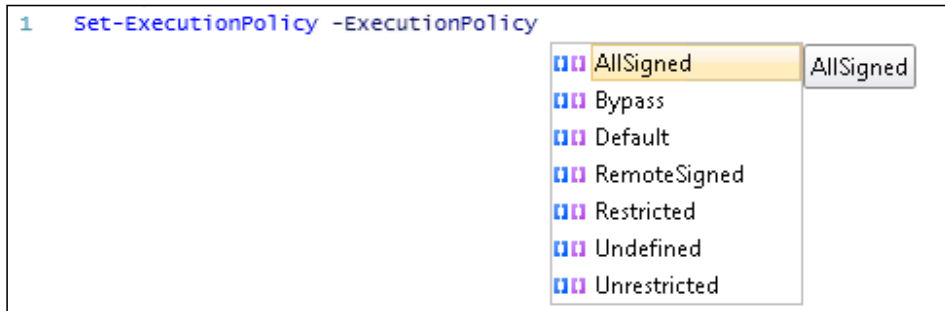 1 Set-ExecutionPolicy -ExecutionPolicy
AllSigned AllSigned
Bypass
Default
RemoteSigned
Restricted
Undefined
Unrestricted